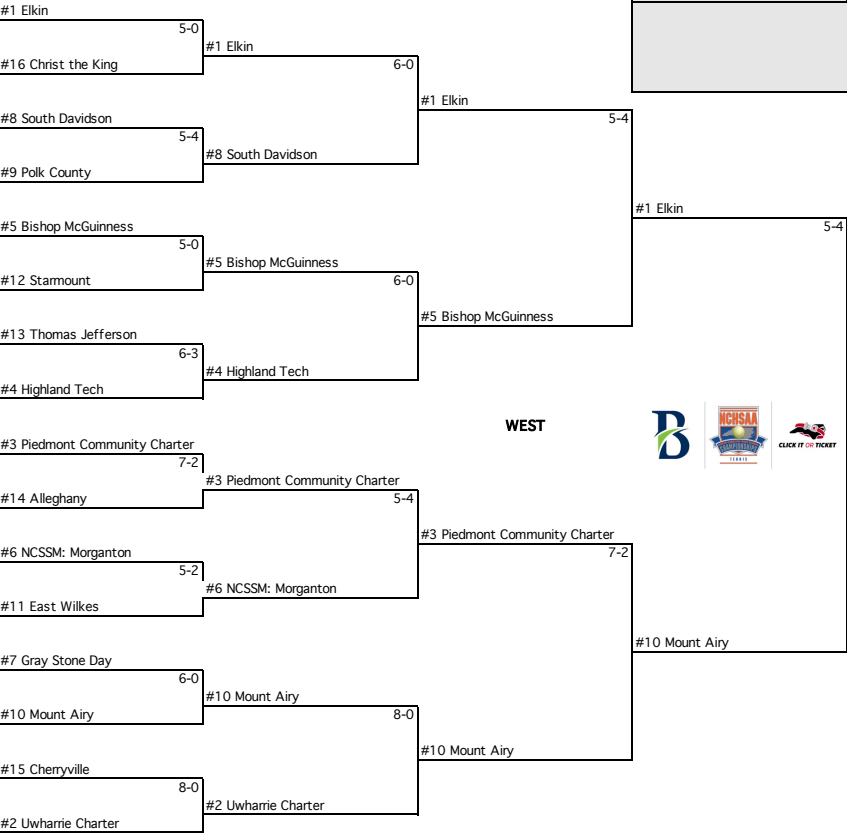 #1 Elkin
5-0
#1 Elkin
#16 Christ the King
6-0
#1 Elkin
#8 South Davidson
5-4
5-4
#8 South Davidson
#9 Polk County
#1 Elkin
#5 Bishop McGuinness
5-4
5-0
#5 Bishop McGuinness
#12 Starmount
6-0
#5 Bishop McGuinness
#13 Thomas Jefferson
6-3
#4 Highland Tech
#4 Highland Tech
WEST
B
NCHSAA
CHAMPIONSHIPS
TENNIS
CLICK IT OR TICKET
#3 Piedmont Community Charter
7-2
#3 Piedmont Community Charter
#14 Alleghany
5-4
#3 Piedmont Community Charter
#6 NCSSM: Morganton
7-2
5-2
#6 NCSSM: Morganton
#11 East Wilkes
#10 Mount Airy
#7 Gray Stone Day
6-0
#10 Mount Airy
#10 Mount Airy
8-0
#10 Mount Airy
#15 Cherryville
8-0
#2 Uwharrie Charter
#2 Uwharrie Charter